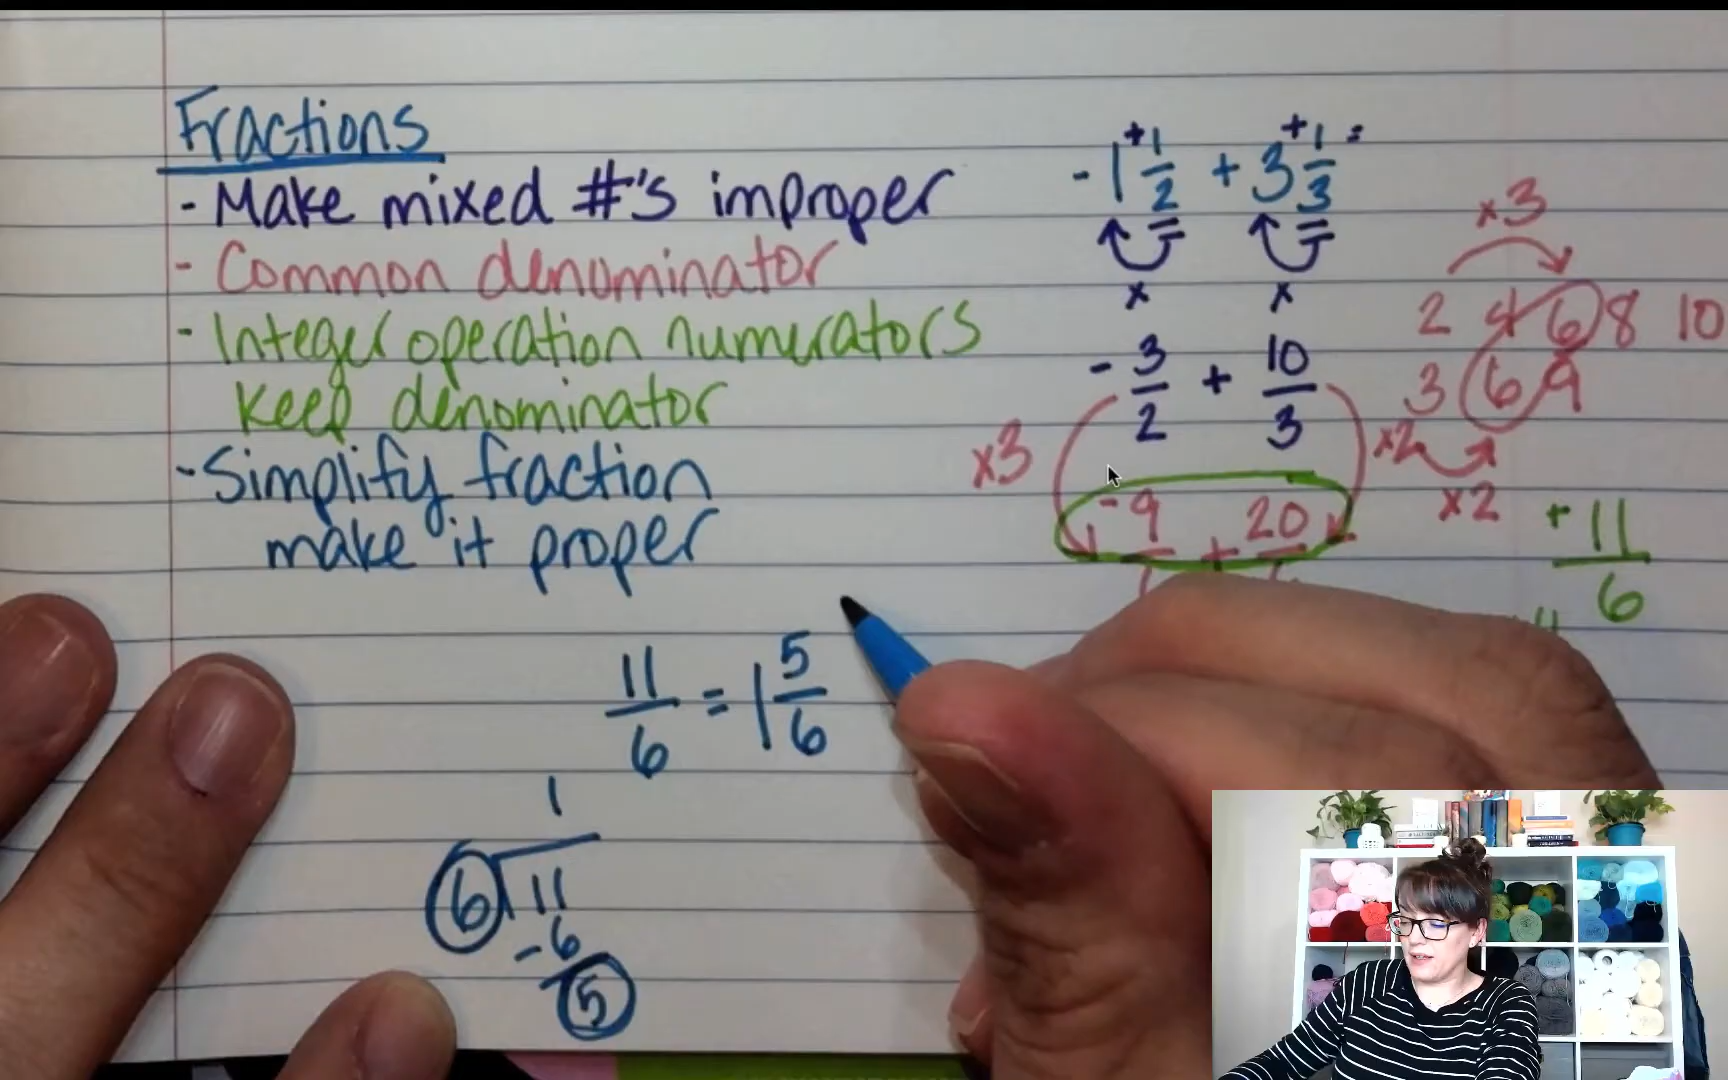 Fractions
- Make mixed #'s improper
- Common denominator
- Integer operation numerators
keep denominator
- Simplify fraction
make it proper
+ +
- 1 1/2 + 3 1/3 =
x x
- 3/2 + 10/3
x3
x2
-9 + 20
x3
2 4 6 8 10
3 6 9
x2
+11/6
11/6 = 1 5/6
1
6 11
-6
5